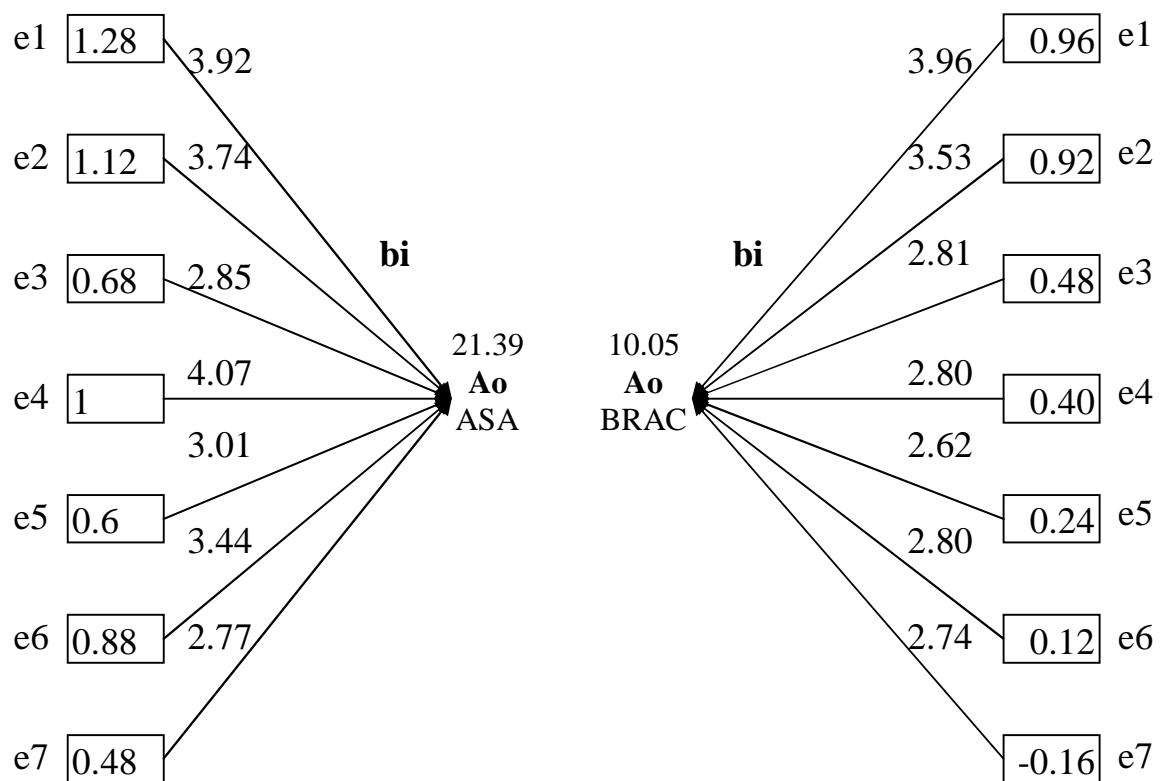 e1 1.28
3.92
e2 1.12
3.74
bi
e3 0.68
2.85
21.39
Ao
ASA
e4 1
4.07
e5 0.6
3.01
e6 0.88
3.44
e7 0.48
2.77
0.96 e1
3.96
0.92 e2
3.53
bi
0.48 e3
2.81
10.05
Ao
BRAC
0.40 e4
2.80
0.24 e5
2.62
0.12 e6
2.80
-0.16 e7
2.74